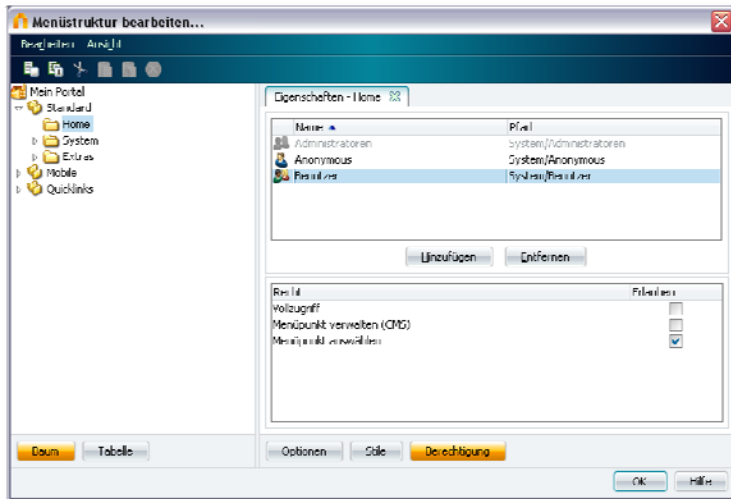 Menüstruktur bearbeiten...
Bearbeiten Ansicht
Mein Portal
Standard
Home
System
Extras
Mobile
Quicklinks
Eigenschaften - Home
Name Pfad
Administratoren System/Administratoren
Anonymous System/Anonymous
Benutzer System/Benutzer
Hinzufügen Entfernen
Recht Erlauben
Vollzugriff
Menüpunkt verwalten (CMS)
Menüpunkt auswählen
Baum Tabelle
Optionen Stile Berechtigung
OK Hilfe